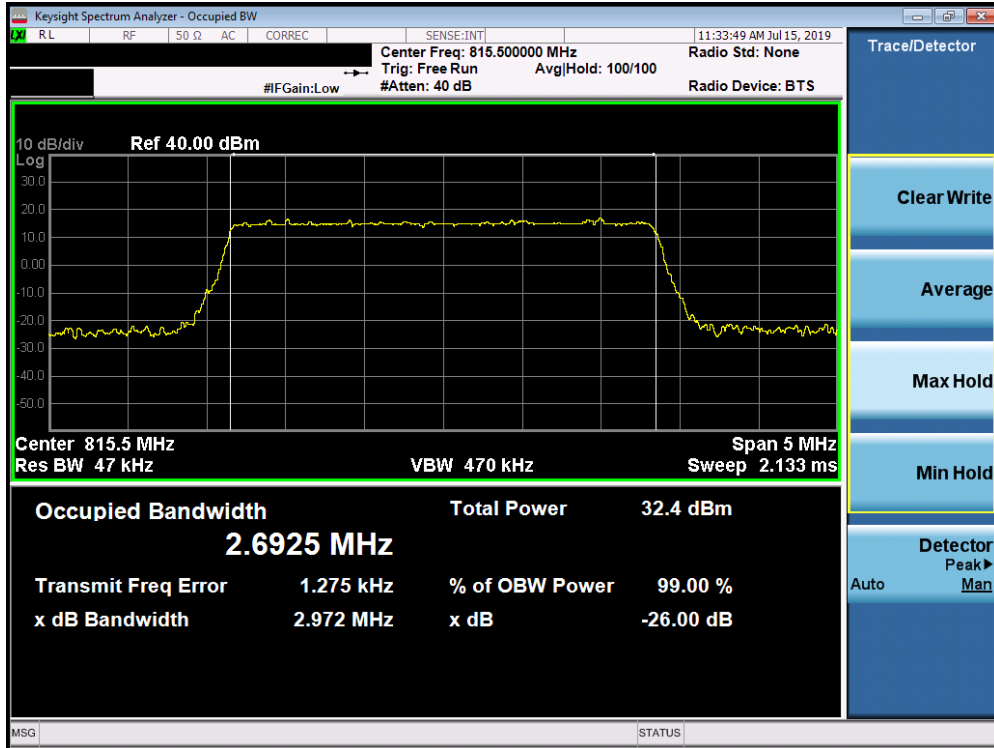 Keysight Spectrum Analyzer - Occupied BW
LXI RL RF 50 Ω AC CORREC SENSE:INT 11:33:49 AM Jul 15, 2019
Center Freq: 815.500000 MHz Radio Std: None
Trig: Free Run Avg|Hold: 100/100
#IFGain:Low #Atten: 40 dB Radio Device: BTS
10 dB/div Ref 40.00 dBm
Log
30.0
20.0
10.0
0.00
-10.0
-20.0
-30.0
-40.0
-50.0
Center 815.5 MHz Span 5 MHz
Res BW 47 kHz VBW 470 kHz Sweep 2.133 ms
Occupied Bandwidth Total Power 32.4 dBm
2.6925 MHz
Transmit Freq Error 1.275 kHz % of OBW Power 99.00 %
x dB Bandwidth 2.972 MHz x dB -26.00 dB
MSG STATUS
Trace/Detector
Clear Write
Average
Max Hold
Min Hold
Detector
Peak▶
Auto Man